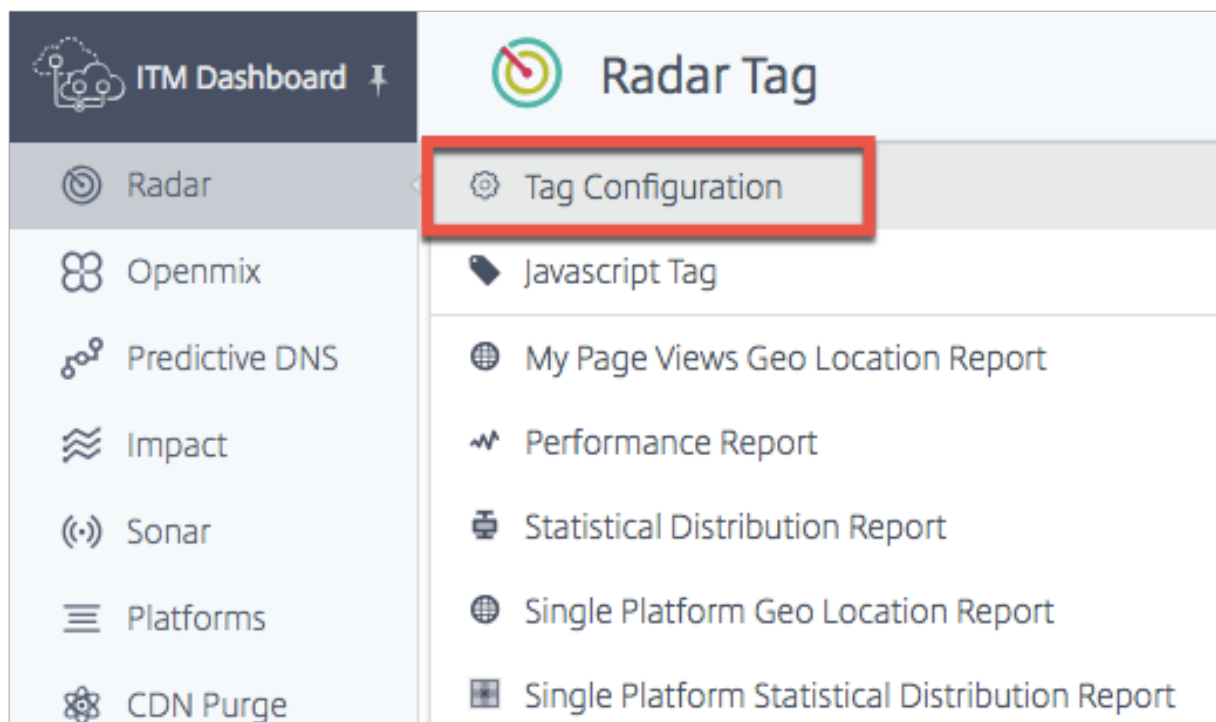 ITM Dashboard
Radar Tag
Radar
Openmix
Predictive DNS
Impact
Sonar
Platforms
CDN Purge
Tag Configuration
Javascript Tag
My Page Views Geo Location Report
Performance Report
Statistical Distribution Report
Single Platform Geo Location Report
Single Platform Statistical Distribution Report